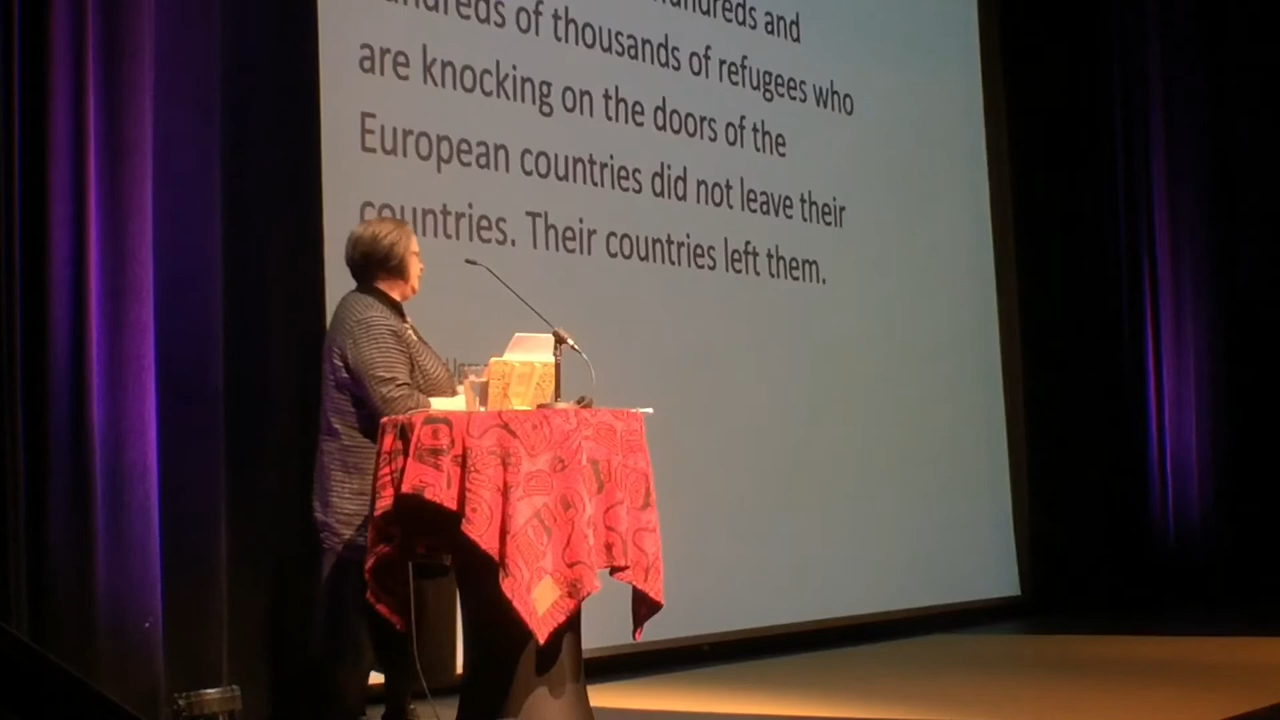 hundreds and
hundreds of thousands of refugees who
are knocking on the doors of the
European countries did not leave their
countries. Their countries left them.